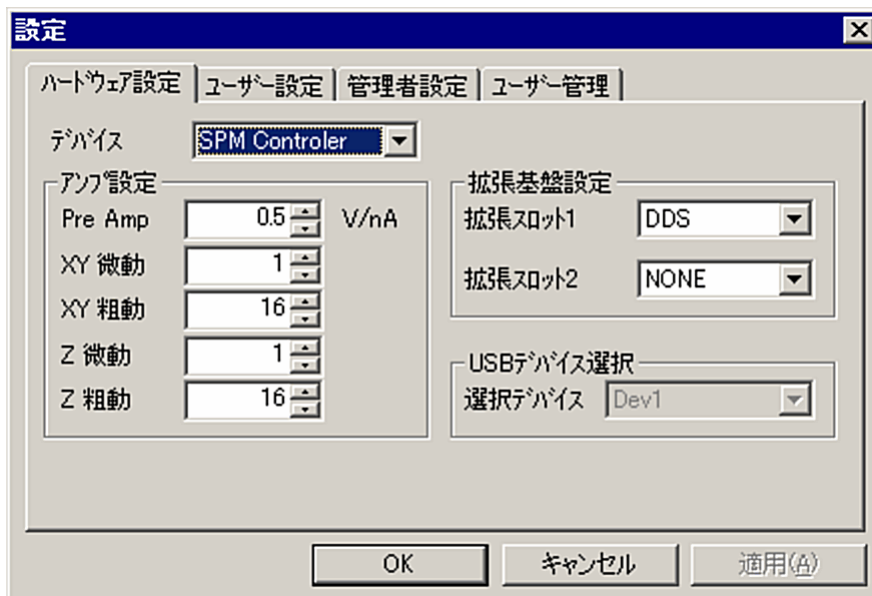 設定
ハードウェア設定 ユーザー設定 管理者設定 ユーザー管理
デバイス SPM Controler
アンプ設定
Pre Amp 0.5 V/nA
XY 微動 1
XY 粗動 16
Z 微動 1
Z 粗動 16
拡張基盤設定
拡張スロット1 DDS
拡張スロット2 NONE
USBデバイス選択
選択デバイス Dev1
OK キャンセル 適用(A)